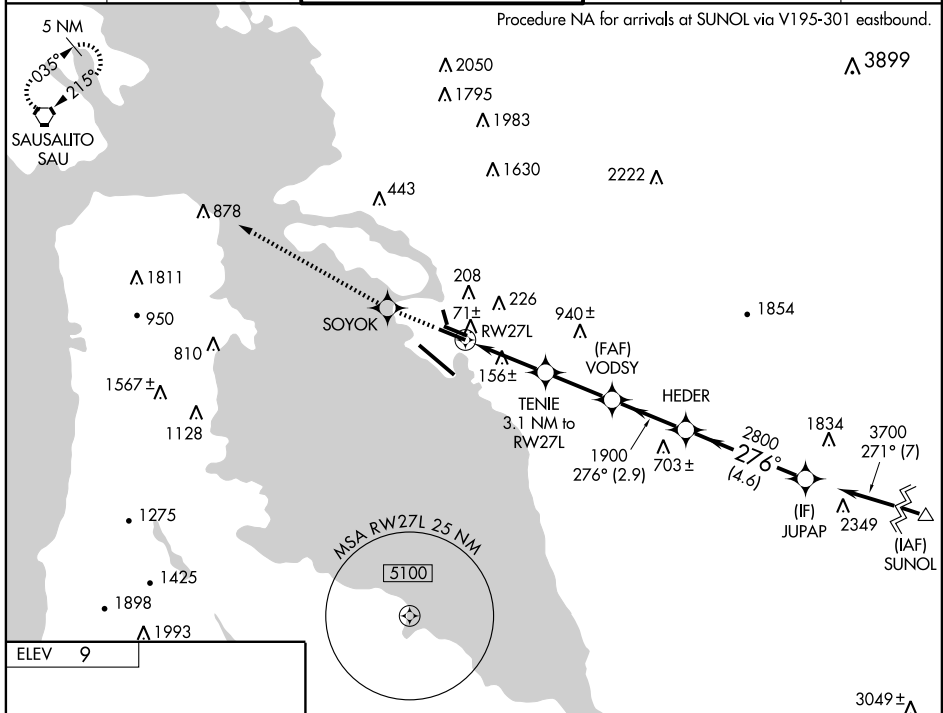 Procedure NA for arrivals at SUNOL via V195-301 eastbound.
5 NM
035°
215°
SAUSALITO
SAU
2050
3899
1795
1983
1630
2222
443
878
1811
950
208
226
71±
RW27L
940±
1854
SOYOK
810
156±
(FAF)
VODSY
HEDER
1567±
TENIE
3.1 NM to
RW27L
1128
1900
276° (2.9)
703±
2800
276°
(4.6)
1834
3700
271° (7)
(IF)
JUPAP
2349
(IAF)
SUNOL
1275
MSA RW27L 25 NM
5100
1425
1898
1993
ELEV 9
3049±